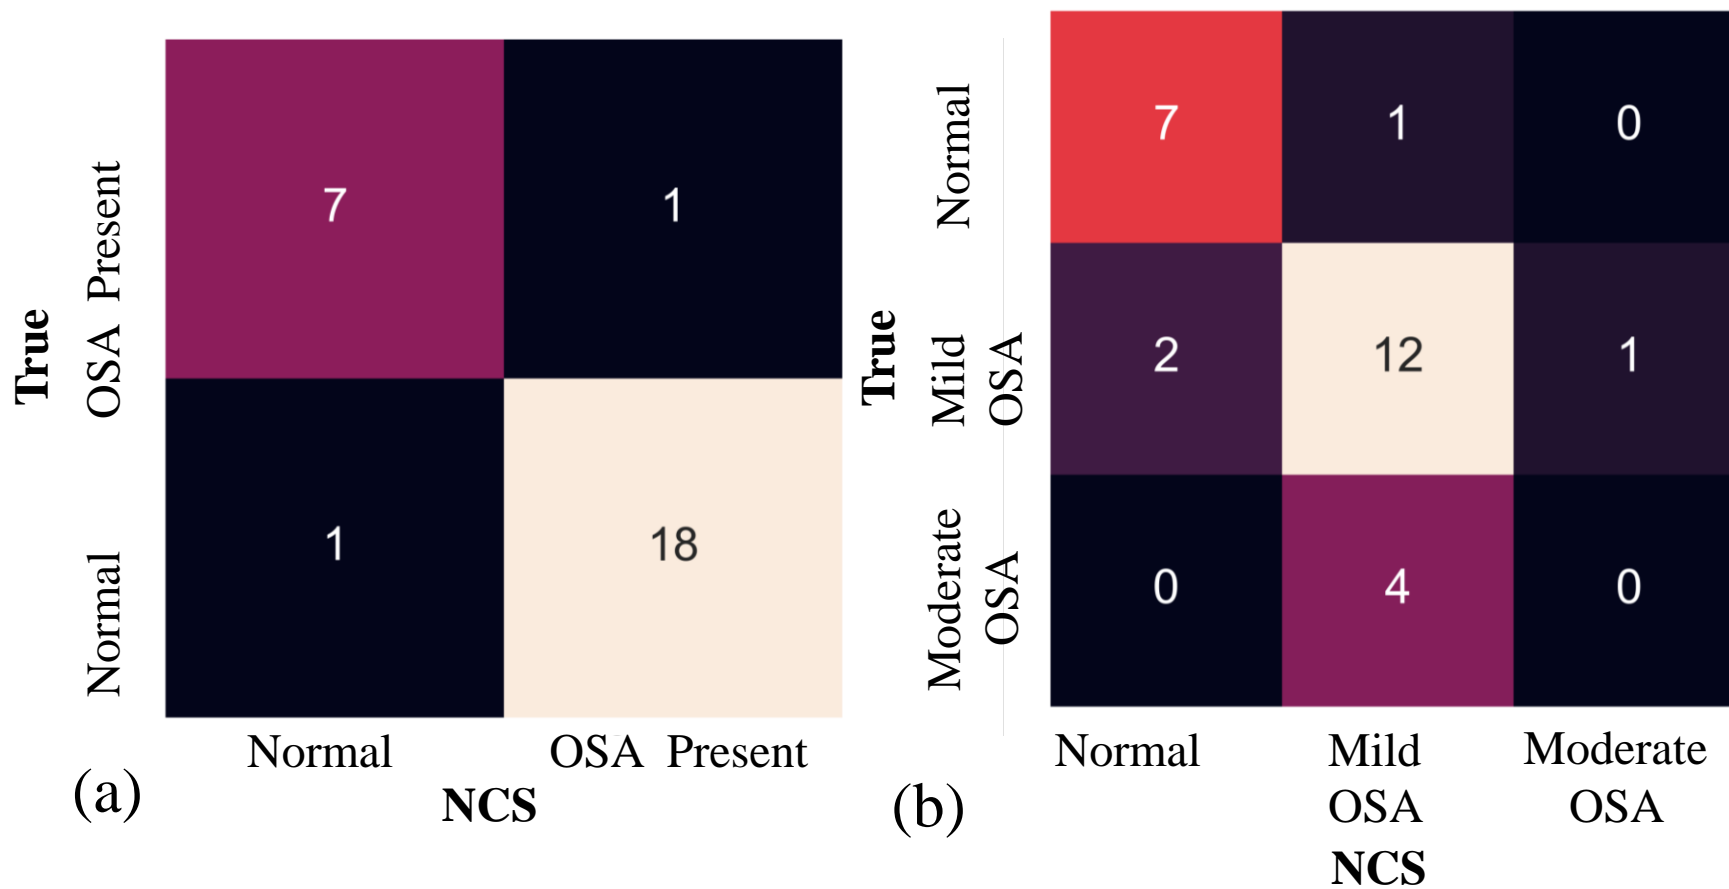 True
OSA Present
Normal
7
1
1
18
Normal
OSA Present
NCS
(a)
True
Normal
Mild
OSA
Moderate
OSA
7
1
0
2
12
1
0
4
0
Normal
Mild
OSA
Moderate
OSA
NCS
(b)